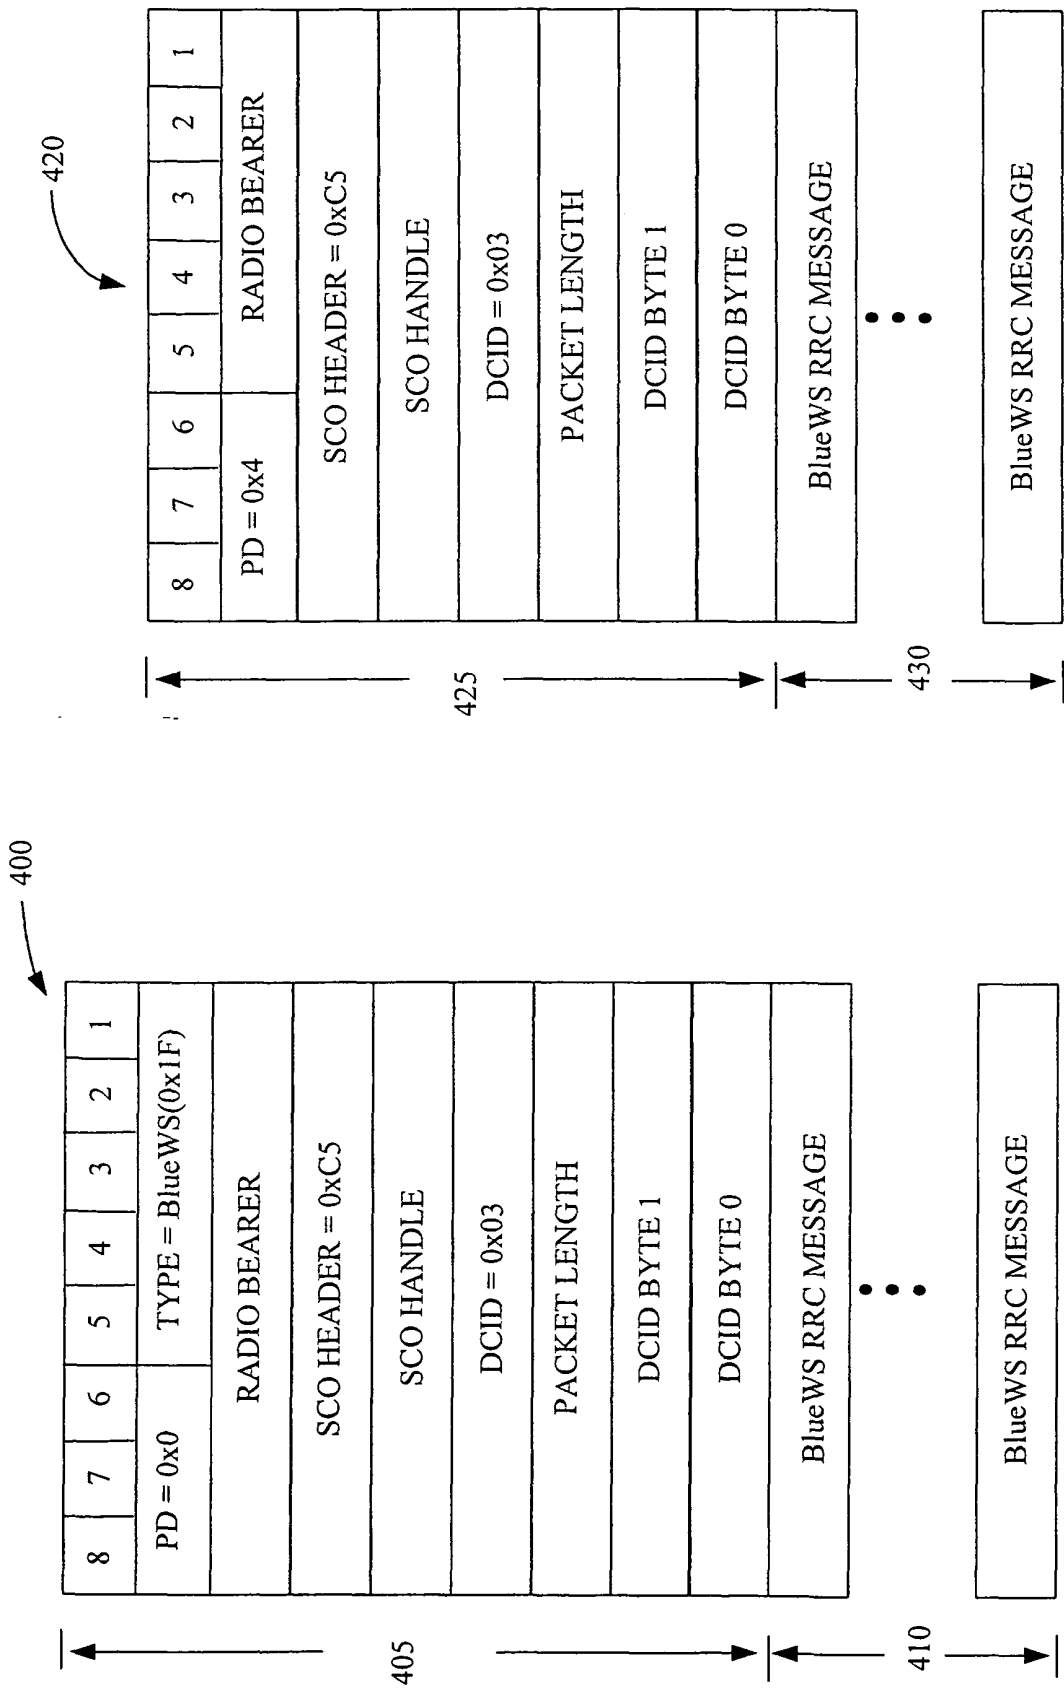 400
8 7 6 5 4 3 2 1
PD = 0x0 TYPE = BlueWS(0x1F)
RADIO BEARER
SCO HEADER = 0xC5
SCO HANDLE
DCID = 0x03
PACKET LENGTH
DCID BYTE 1
DCID BYTE 0
BlueWS RRC MESSAGE
BlueWS RRC MESSAGE
405
410
420
8 7 6 5 4 3 2 1
PD = 0x4 RADIO BEARER
SCO HEADER = 0xC5
SCO HANDLE
DCID = 0x03
PACKET LENGTH
DCID BYTE 1
DCID BYTE 0
BlueWS RRC MESSAGE
BlueWS RRC MESSAGE
425
430